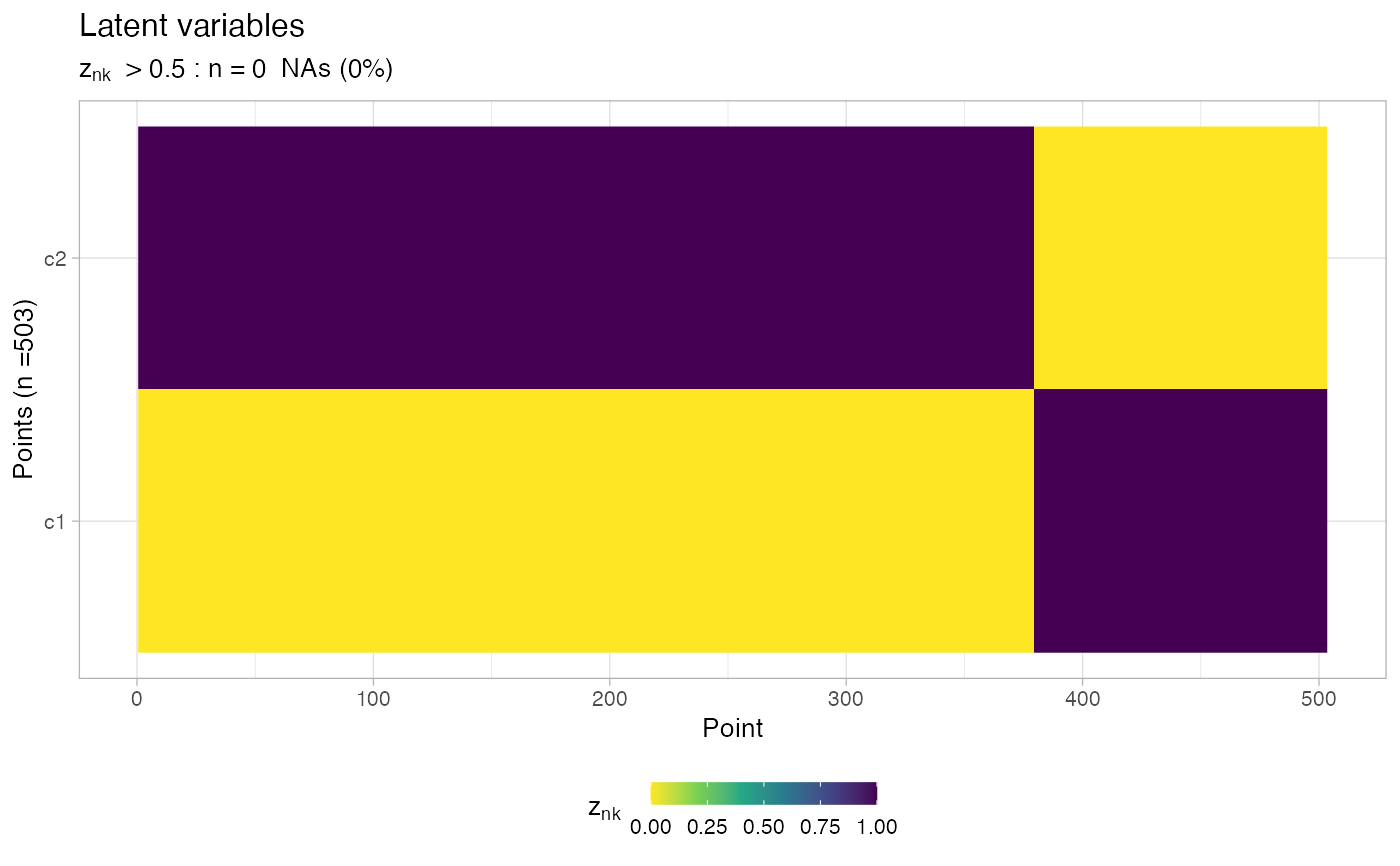 Latent variables
znk > 0.5 : n = 0 NAs (0%)
Points (n =503)
c2
c1
0 100 200 300 400 500
Point
znk
0.00 0.25 0.50 0.75 1.00